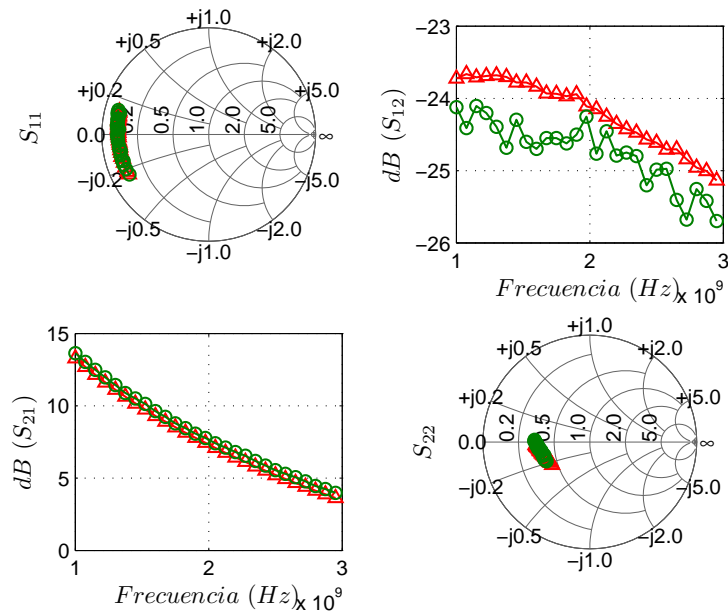 +j1.0
+j0.5
+j2.0
+j0.2
+j5.0
0.2
1.0
2.0
5.0
0.0
∞
−j0.2
−j5.0
−j0.5
−j2.0
−j1.0
S11
−23
−24
−25
−26
dB (S12)
1
2
3
Frecuencia (Hz)
x 10^9
15
10
5
0
dB (S21)
1
2
3
Frecuencia (Hz)
x 10^9
+j1.0
+j0.5
+j2.0
+j0.2
+j5.0
0.2
0.5
1.0
2.0
5.0
0.0
∞
−j0.2
−j5.0
−j0.5
−j2.0
−j1.0
S22